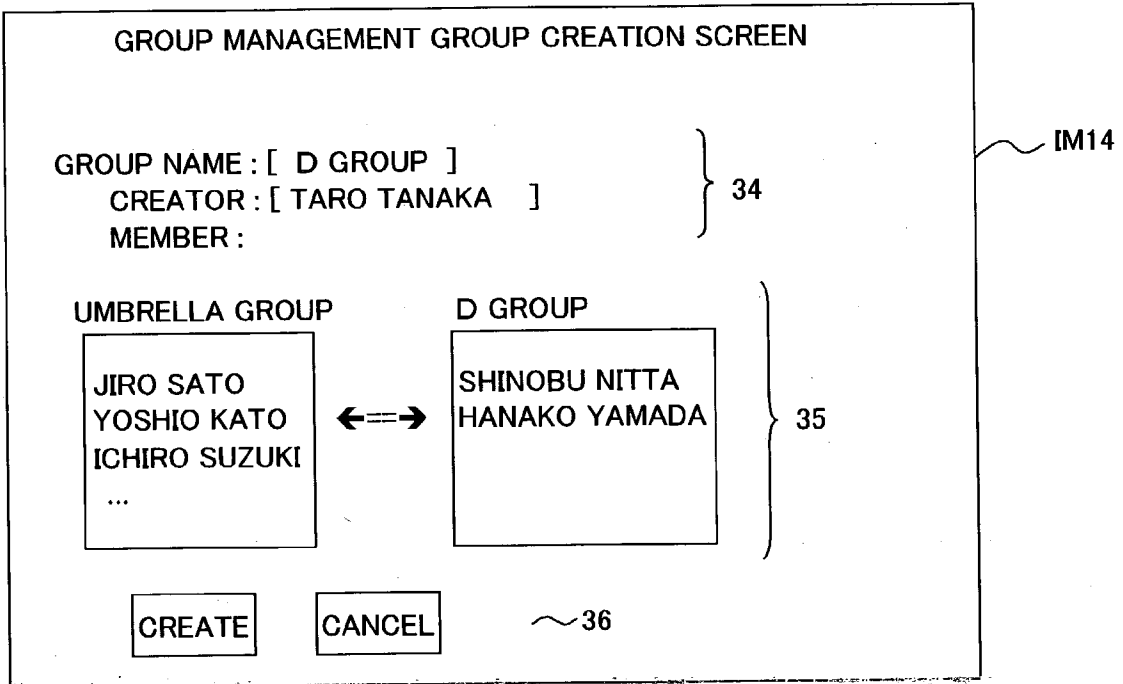 GROUP MANAGEMENT GROUP CREATION SCREEN
IM14
GROUP NAME : [ D GROUP ]
CREATOR : [ TARO TANAKA ]
MEMBER :
34
UMBRELLA GROUP
D GROUP
JIRO SATO
YOSHIO KATO
ICHIRO SUZUKI
...
←==→
SHINOBU NITTA
HANAKO YAMADA
35
CREATE
CANCEL
36